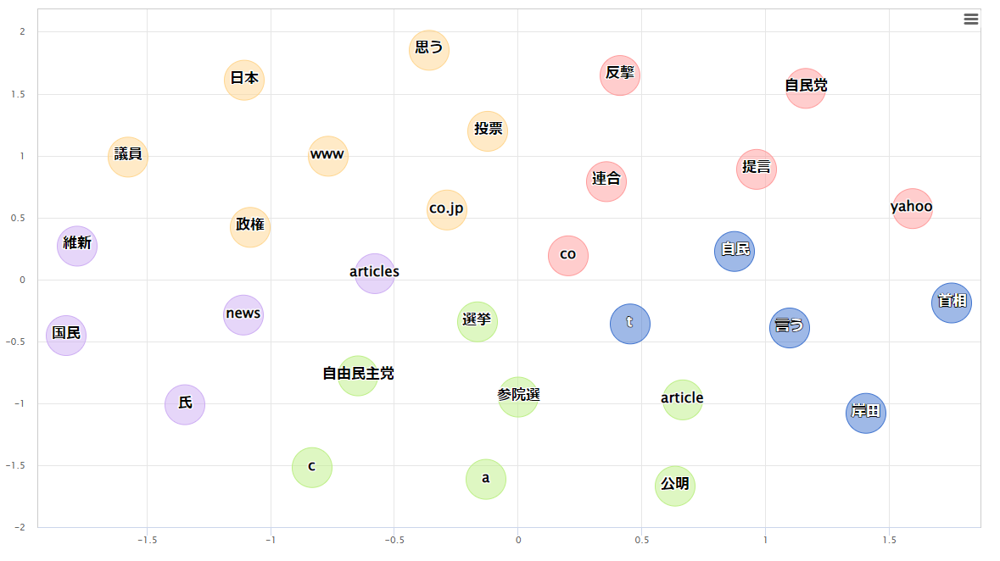 2
1.5
1
0.5
0
−0.5
−1
−1.5
−2
思う
反撃
日本
自民党
投票
議員
www
提言
連合
co.jp
yahoo
政権
維新
自民
co
articles
首相
news
選挙
t
言う
国民
自由民主党
参院選
article
氏
岸田
c
a
公明
−1.5
−1
−0.5
0
0.5
1
1.5